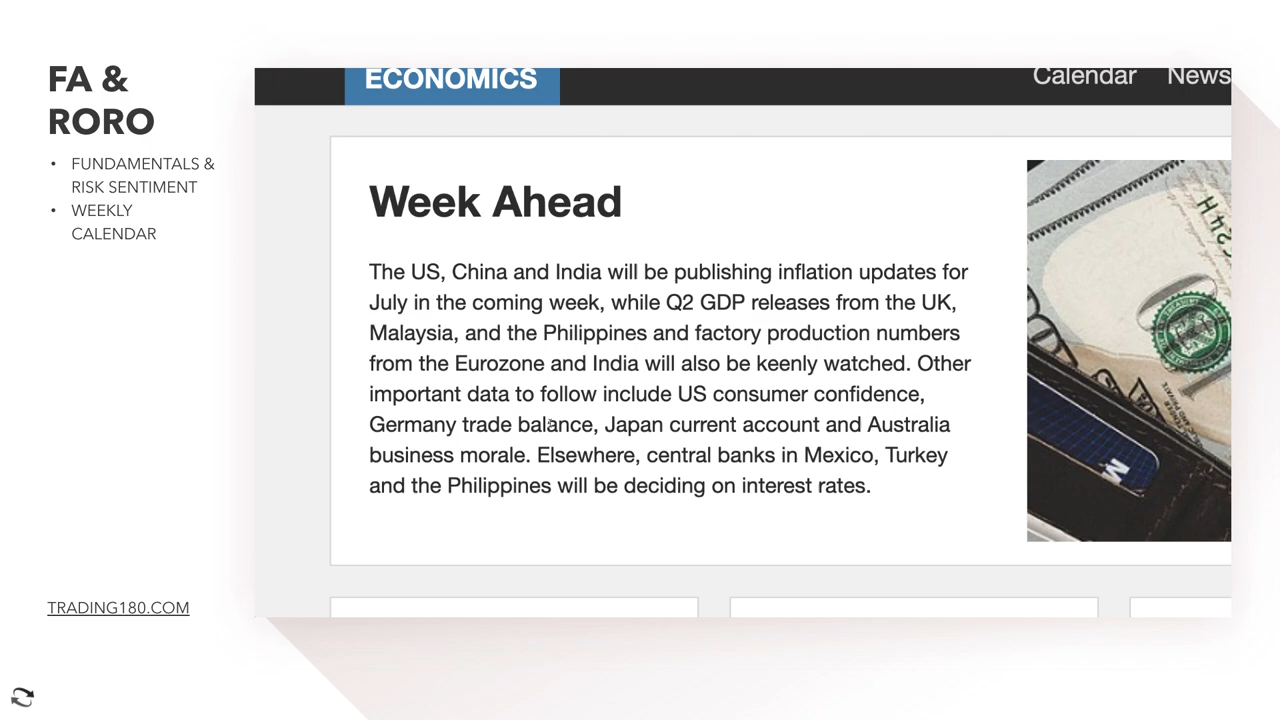 FA &
RORO
• FUNDAMENTALS &
RISK SENTIMENT
• WEEKLY
CALENDAR
TRADING180.COM
ECONOMICS
Calendar News
Week Ahead
The US, China and India will be publishing inflation updates for
July in the coming week, while Q2 GDP releases from the UK,
Malaysia, and the Philippines and factory production numbers
from the Eurozone and India will also be keenly watched. Other
important data to follow include US consumer confidence,
Germany trade balance, Japan current account and Australia
business morale. Elsewhere, central banks in Mexico, Turkey
and the Philippines will be deciding on interest rates.